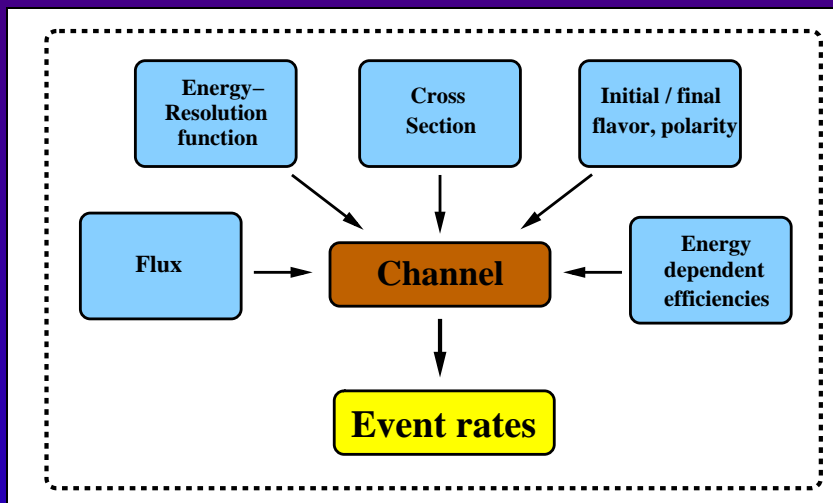 Energy–
Resolution
function
Cross
Section
Initial / final
flavor, polarity
Flux
Channel
Energy
dependent
efficiencies
Event rates